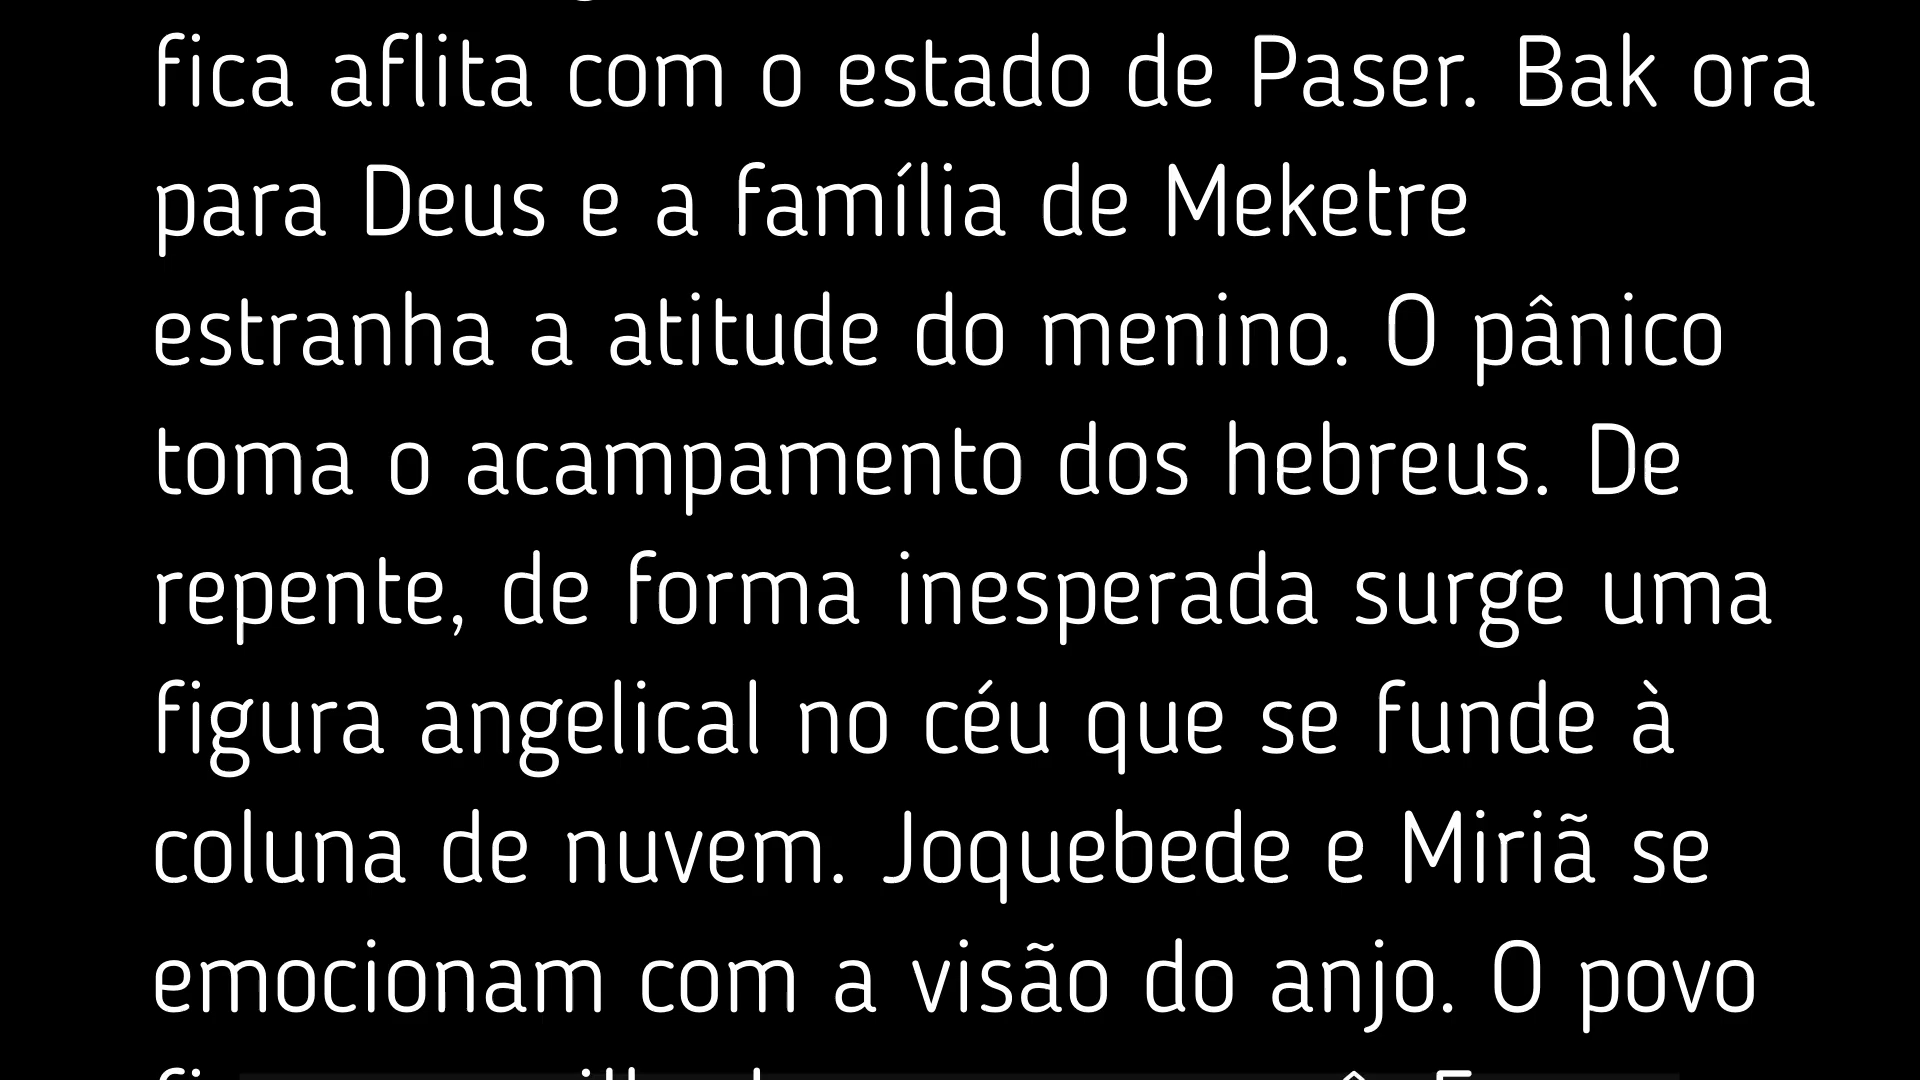 fica aflita com o estado de Paser. Bak ora
para Deus e a família de Meketre
estranha a atitude do menino. O pânico
toma o acampamento dos hebreus. De
repente, de forma inesperada surge uma
figura angelical no céu que se funde à
coluna de nuvem. Joquebede e Miriã se
emocionam com a visão do anjo. O povo